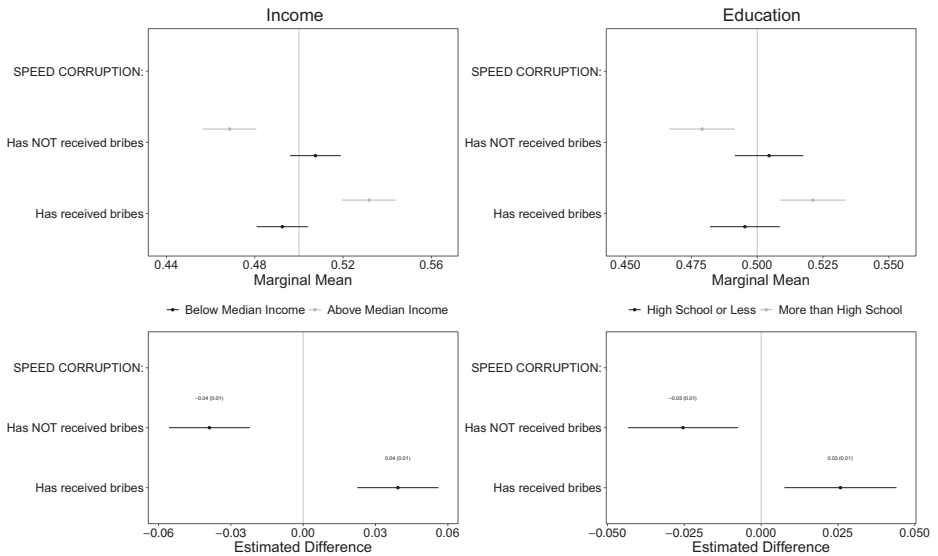 Income
SPEED CORRUPTION:
Has NOT received bribes
Has received bribes
0.44 0.48 0.52 0.56
Marginal Mean
Below Median Income Above Median Income
Education
SPEED CORRUPTION:
Has NOT received bribes
Has received bribes
0.450 0.475 0.500 0.525 0.550
Marginal Mean
High School or Less More than High School
SPEED CORRUPTION:
−0.04 (0.01)
Has NOT received bribes
0.04 (0.01)
Has received bribes
−0.06 −0.03 0.00 0.03 0.06
Estimated Difference
SPEED CORRUPTION:
−0.03 (0.01)
Has NOT received bribes
0.03 (0.01)
Has received bribes
−0.050 −0.025 0.000 0.025 0.050
Estimated Difference